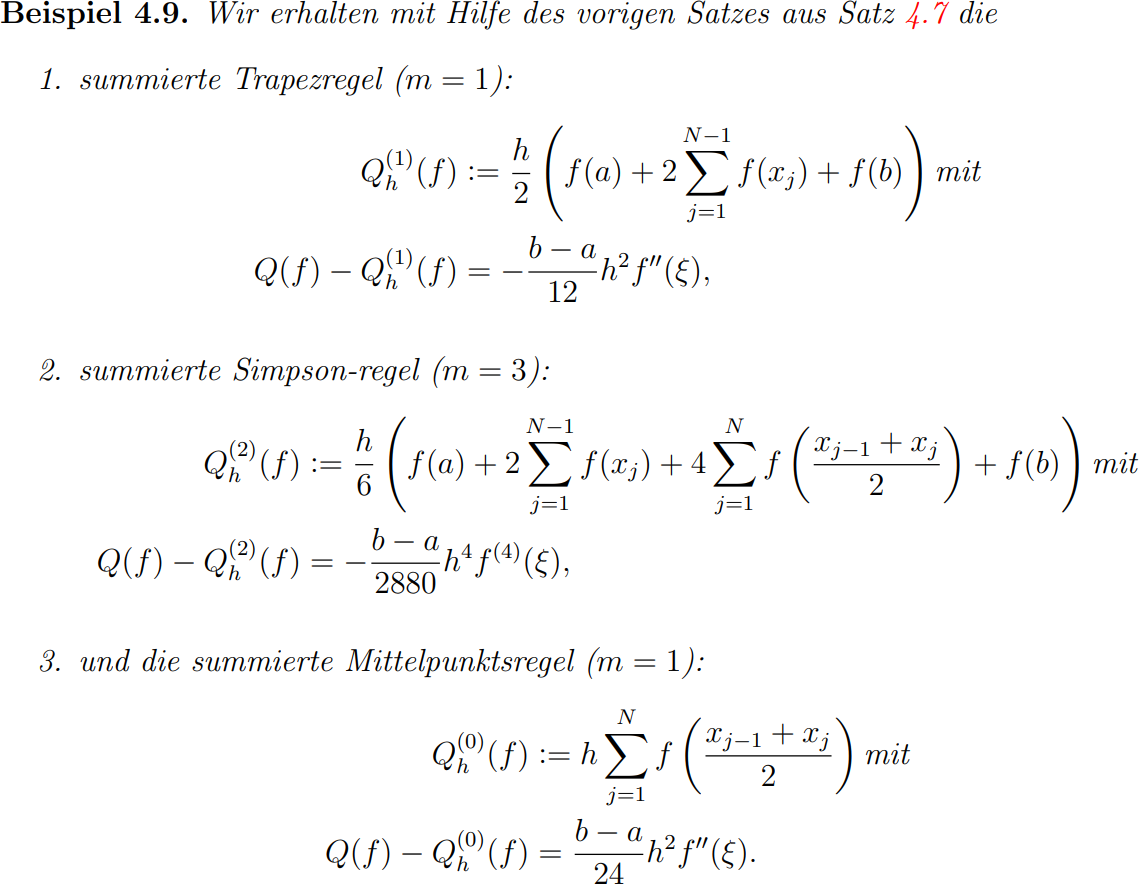 Beispiel 4.9. Wir erhalten mit Hilfe des vorigen Satzes aus Satz 4.7 die
1. summierte Trapezregel (m = 1):
$Q_h^{(1)}(f) := \frac{h}{2} \left( f(a) + 2 \sum_{j=1}^{N-1} f(x_j) + f(b) \right)$ mit
$Q(f) - Q_h^{(1)}(f) = -\frac{b-a}{12} h^2 f''(\xi),$
2. summierte Simpson-regel (m = 3):
$Q_h^{(2)}(f) := \frac{h}{6} \left( f(a) + 2 \sum_{j=1}^{N-1} f(x_j) + 4 \sum_{j=1}^{N} f \left( \frac{x_{j-1} + x_j}{2} \right) + f(b) \right)$ mit
$Q(f) - Q_h^{(2)}(f) = -\frac{b-a}{2880} h^4 f^{(4)}(\xi),$
3. und die summierte Mittelpunktsregel (m = 1):
$Q_h^{(0)}(f) := h \sum_{j=1}^{N} f \left( \frac{x_{j-1} + x_j}{2} \right)$ mit
$Q(f) - Q_h^{(0)}(f) = \frac{b-a}{24} h^2 f''(\xi).$